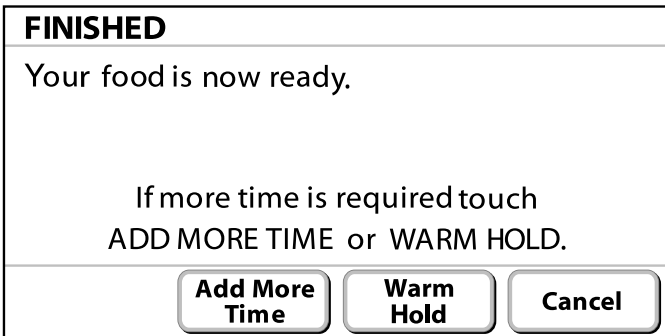 FINISHED
Your food is now ready.
If more time is required touch
ADD MORE TIME or WARM HOLD.
Add More
Time
Warm
Hold
Cancel